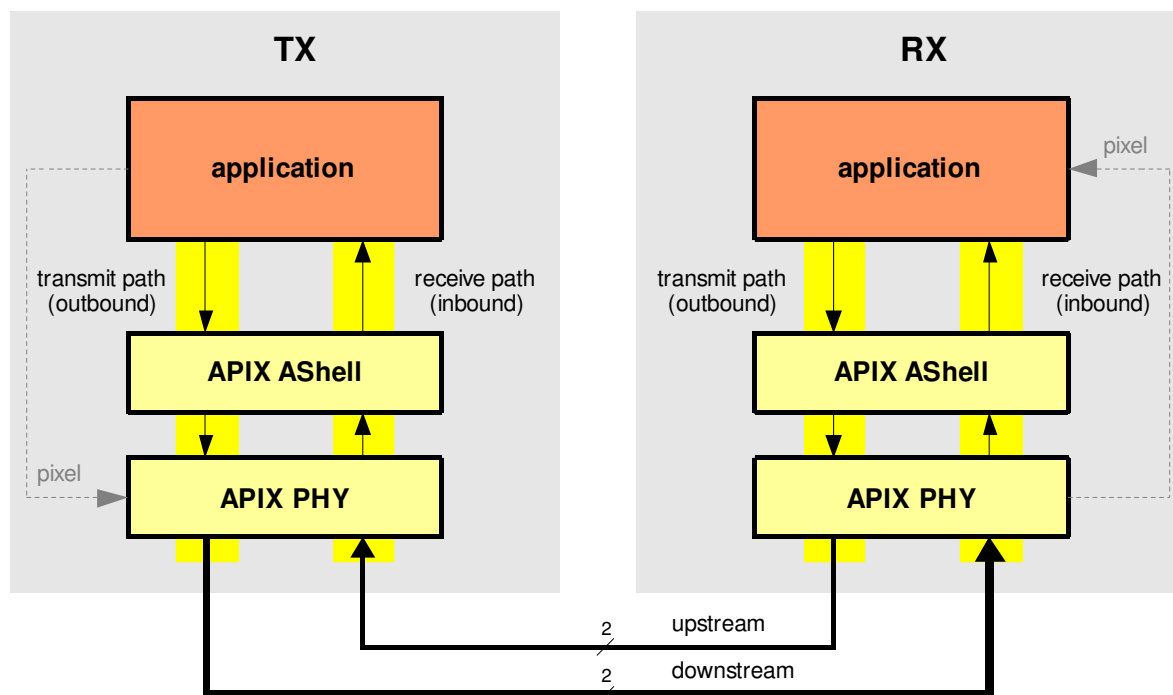 TX
RX
application
application
pixel
transmit path
(outbound)
receive path
(inbound)
transmit path
(outbound)
receive path
(inbound)
APIX AShell
APIX AShell
pixel
APIX PHY
APIX PHY
2
upstream
2
downstream